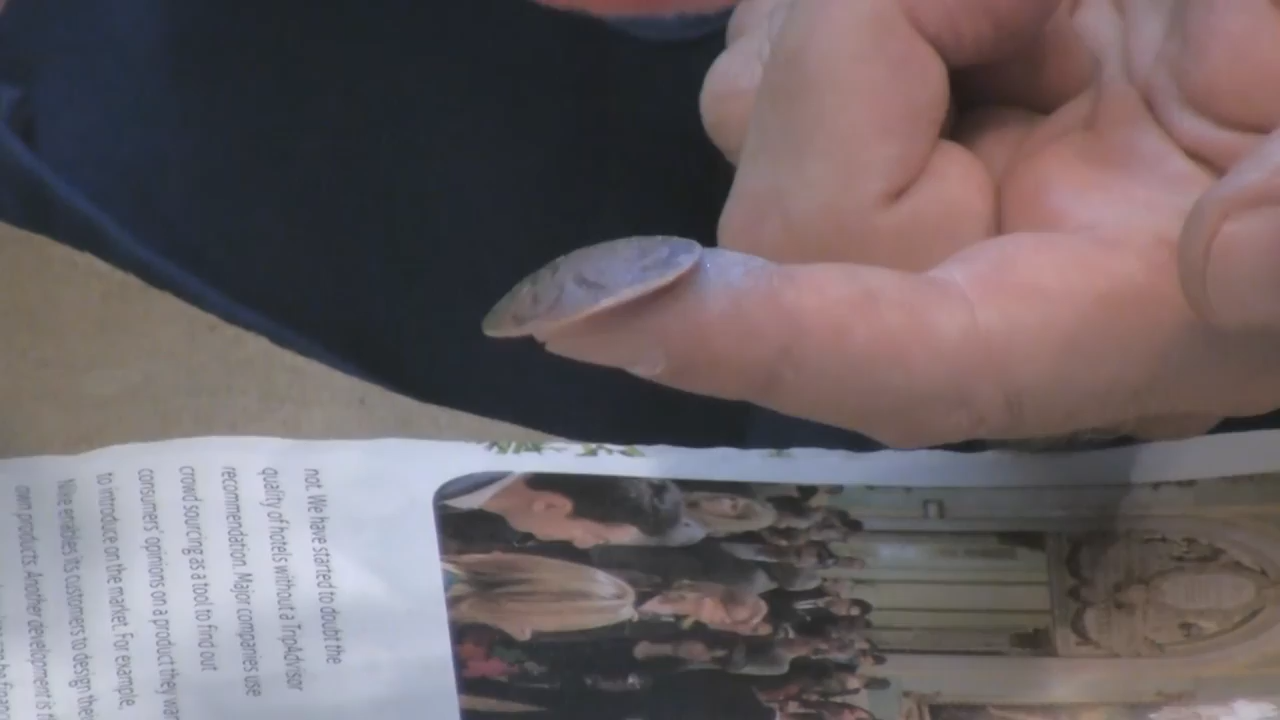 not. We have started to doubt the
quality of hotels without a TripAdvisor
recommendation. Major companies use
crowd sourcing as a tool to find out
consumers' opinions on a product they
to introduce on the market. For example,
Nike enables its customers to design
own products. Another development is